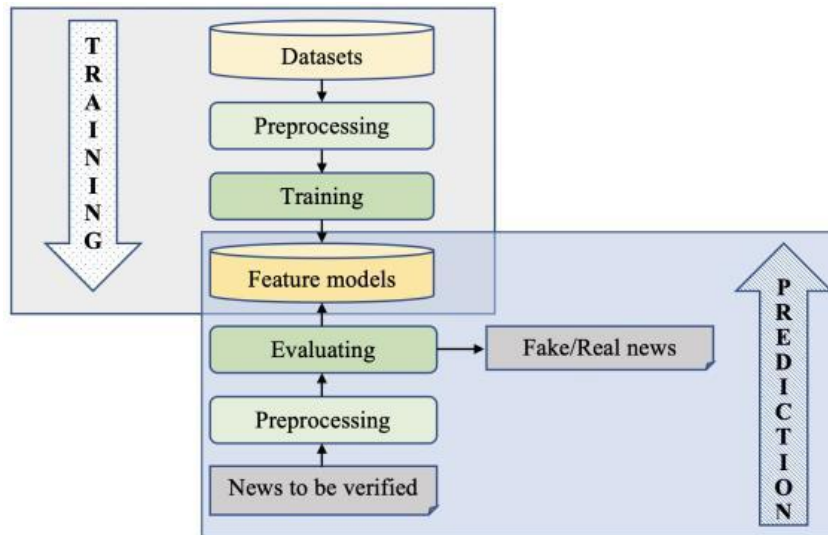 TRAINING
Datasets
Preprocessing
Training
Feature models
Evaluating
Fake/Real news
Preprocessing
News to be verified
PREDICTION